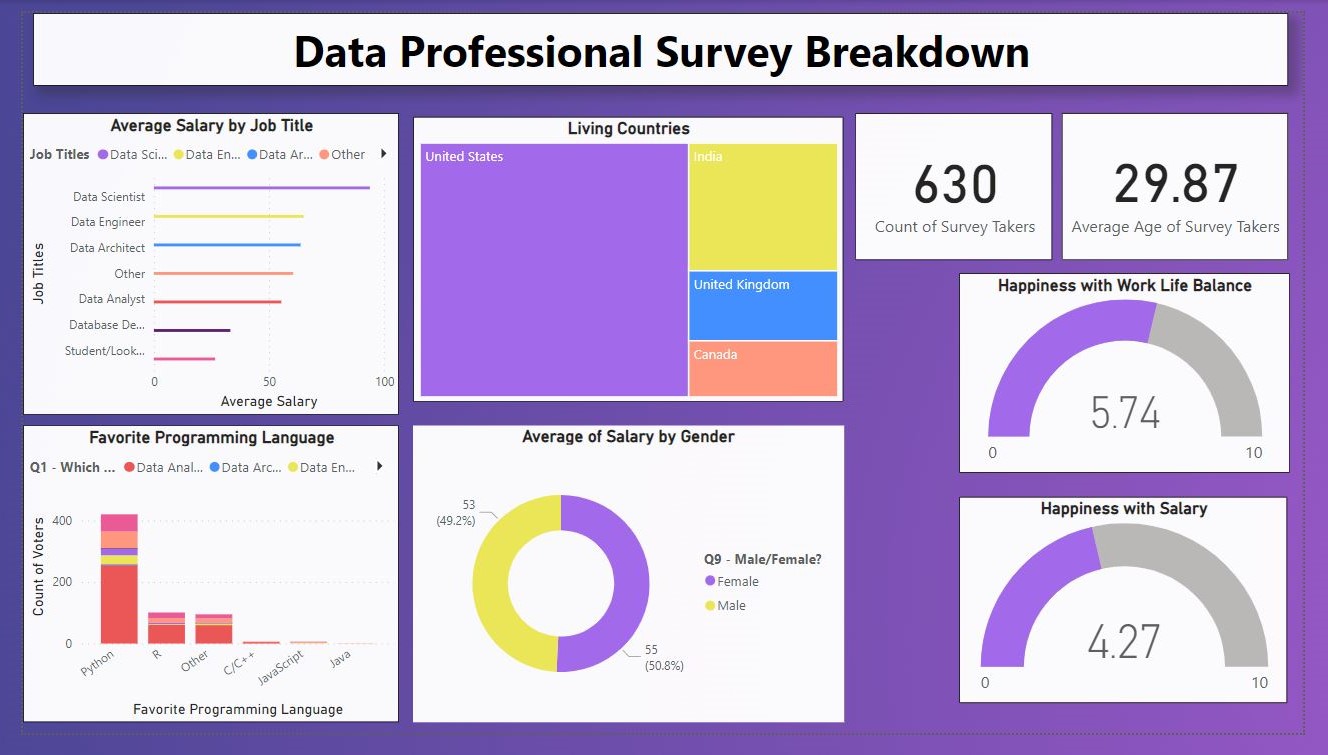 Data Professional Survey Breakdown
Average Salary by Job Title
Job Titles Data Sci... Data En... Data Ar... Other
Job Titles
Data Scientist
Data Engineer
Data Architect
Other
Data Analyst
Database De...
Student/Look...
0 50 100
Average Salary
Living Countries
United States
India
United Kingdom
Canada
630
Count of Survey Takers
29.87
Average Age of Survey Takers
Happiness with Work Life Balance
5.74
0 10
Favorite Programming Language
Q1 - Which ... Data Anal... Data Arc... Data En...
Count of Voters
400
200
0
Python R Other C/C++ JavaScript Java
Favorite Programming Language
Average of Salary by Gender
53
(49.2%)
55
(50.8%)
Q9 - Male/Female?
Female
Male
Happiness with Salary
4.27
0 10